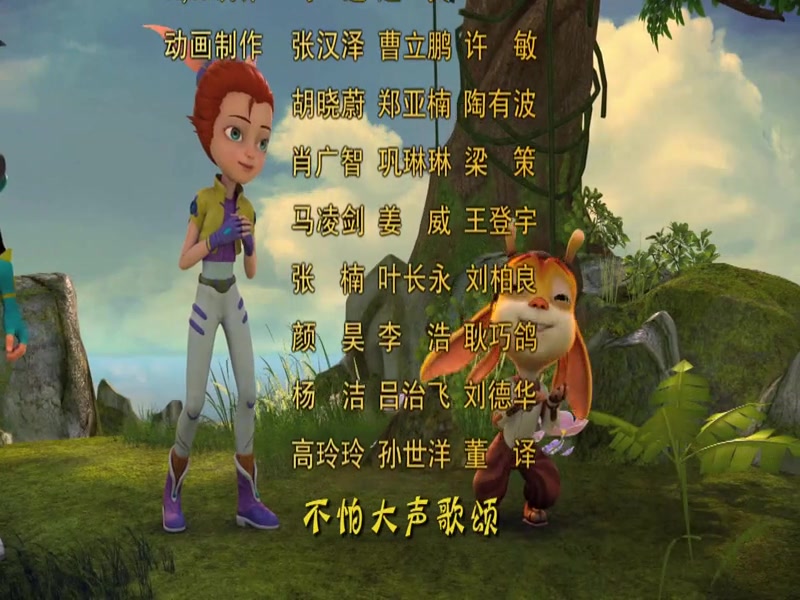 动画制作 张汉泽 曹立鹏 许 敏
胡晓蔚 郑亚楠 陶有波
肖广智 巩琳琳 梁 策
马凌剑 姜 威 王登宇
张 楠 叶长永 刘柏良
颜 昊 李 浩 耿巧鸽
杨 洁 吕治飞 刘德华
高玲玲 孙世洋 董 译
不怕大声歌颂